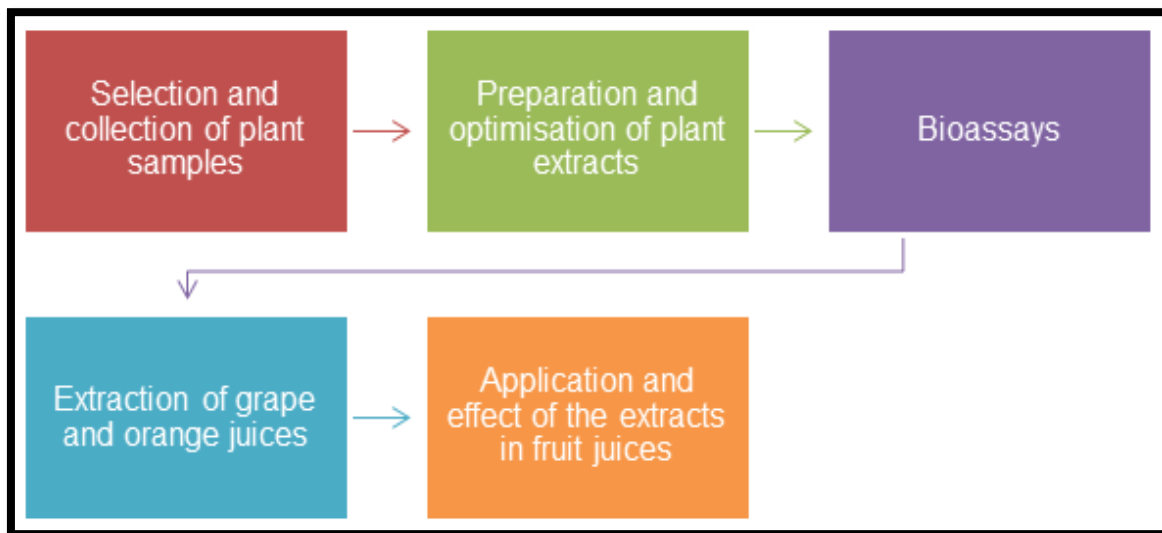 Selection and
collection of plant
samples
Preparation and
optimisation of plant
extracts
Bioassays
Extraction of grape
and orange juices
Application and
effect of the extracts
in fruit juices